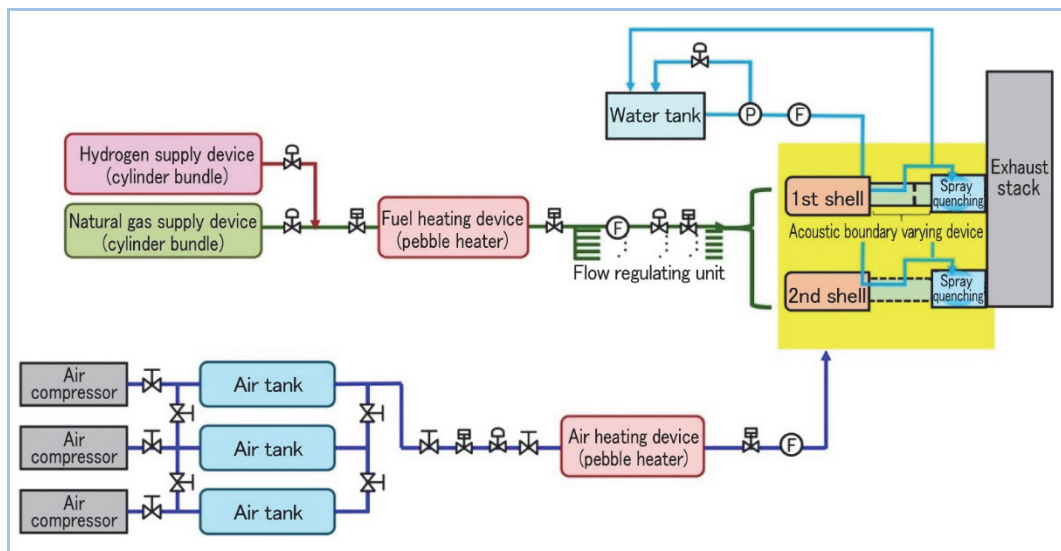 Water tank
P
F
Exhaust
stack
Hydrogen supply device
(cylinder bundle)
Natural gas supply device
(cylinder bundle)
Fuel heating device
(pebble heater)
F
Flow regulating unit
1st shell
Spray
quenching
Acoustic boundary varying device
2nd shell
Spray
quenching
Air
compressor
Air tank
Air
compressor
Air tank
Air heating device
(pebble heater)
F
Air
compressor
Air tank